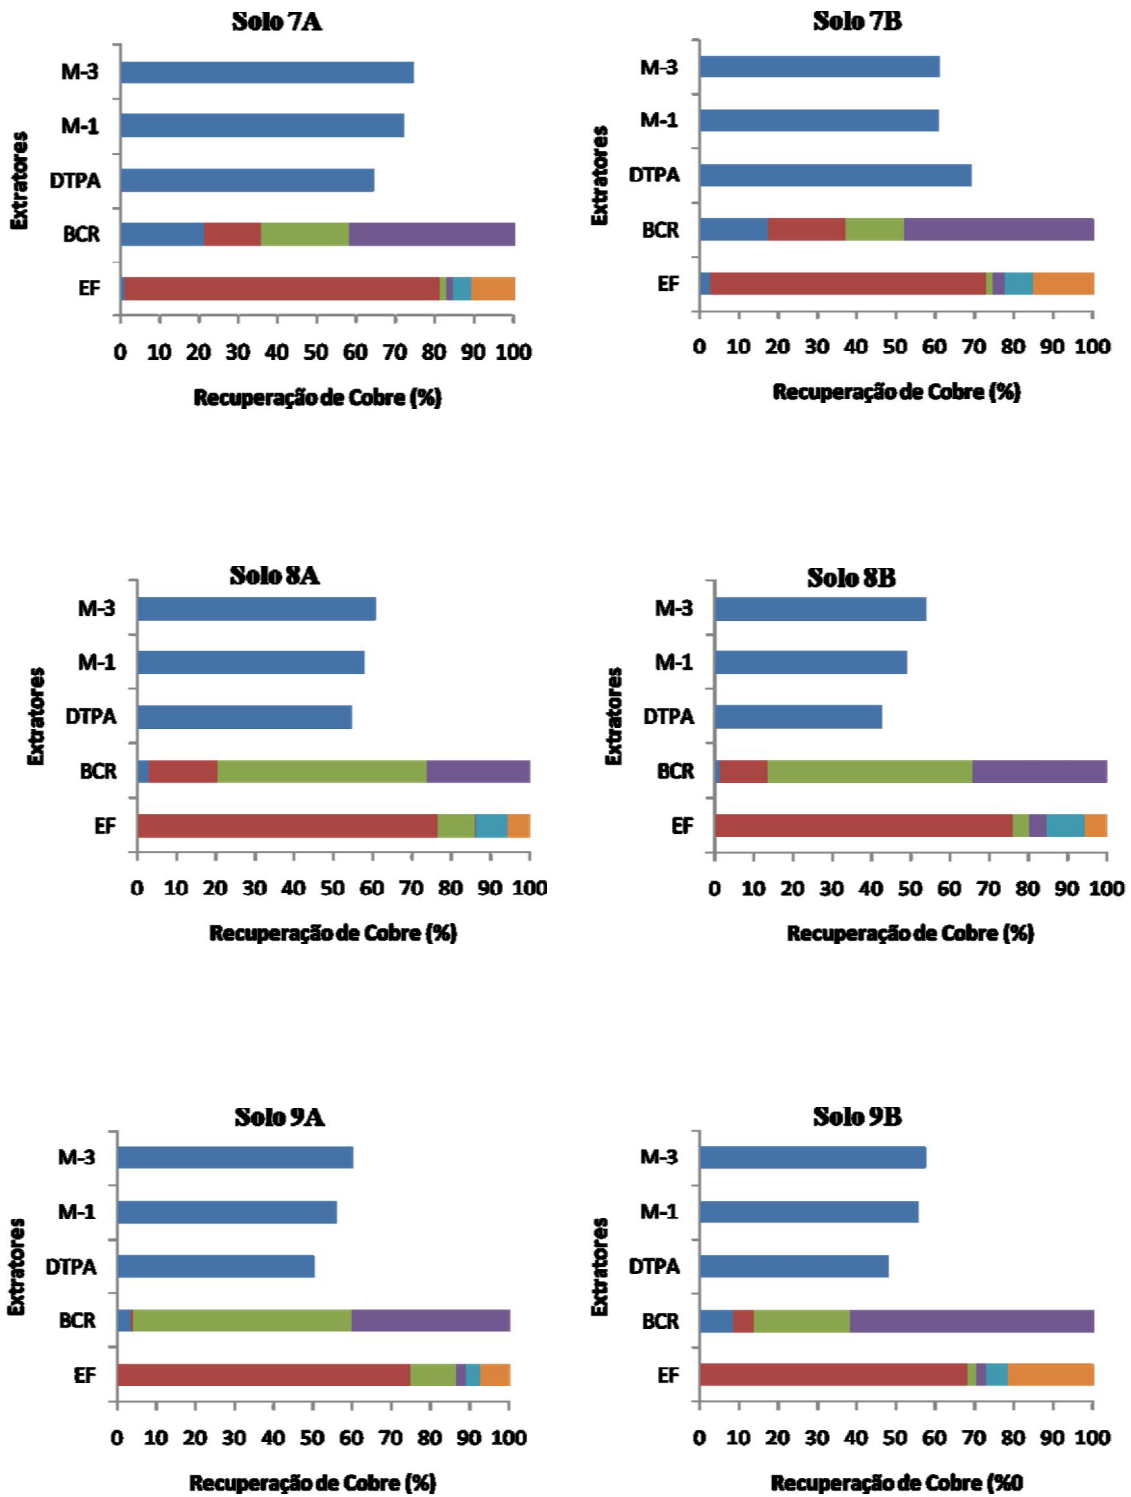 Solo 7A
M-3
M-1
DTPA
BCR
EF
Extratores
0 10 20 30 40 50 60 70 80 90 100
Recuperação de Cobre (%)
Solo 7B
M-3
M-1
DTPA
BCR
EF
Extratores
0 10 20 30 40 50 60 70 80 90 100
Recuperação de Cobre (%)
Solo 8A
M-3
M-1
DTPA
BCR
EF
Extratores
0 10 20 30 40 50 60 70 80 90 100
Recuperação de Cobre (%)
Solo 8B
M-3
M-1
DTPA
BCR
EF
Extratores
0 10 20 30 40 50 60 70 80 90 100
Recuperação de Cobre (%)
Solo 9A
M-3
M-1
DTPA
BCR
EF
Extratores
0 10 20 30 40 50 60 70 80 90 100
Recuperação de Cobre (%)
Solo 9B
M-3
M-1
DTPA
BCR
EF
Extratores
0 10 20 30 40 50 60 70 80 90 100
Recuperação de Cobre (%0